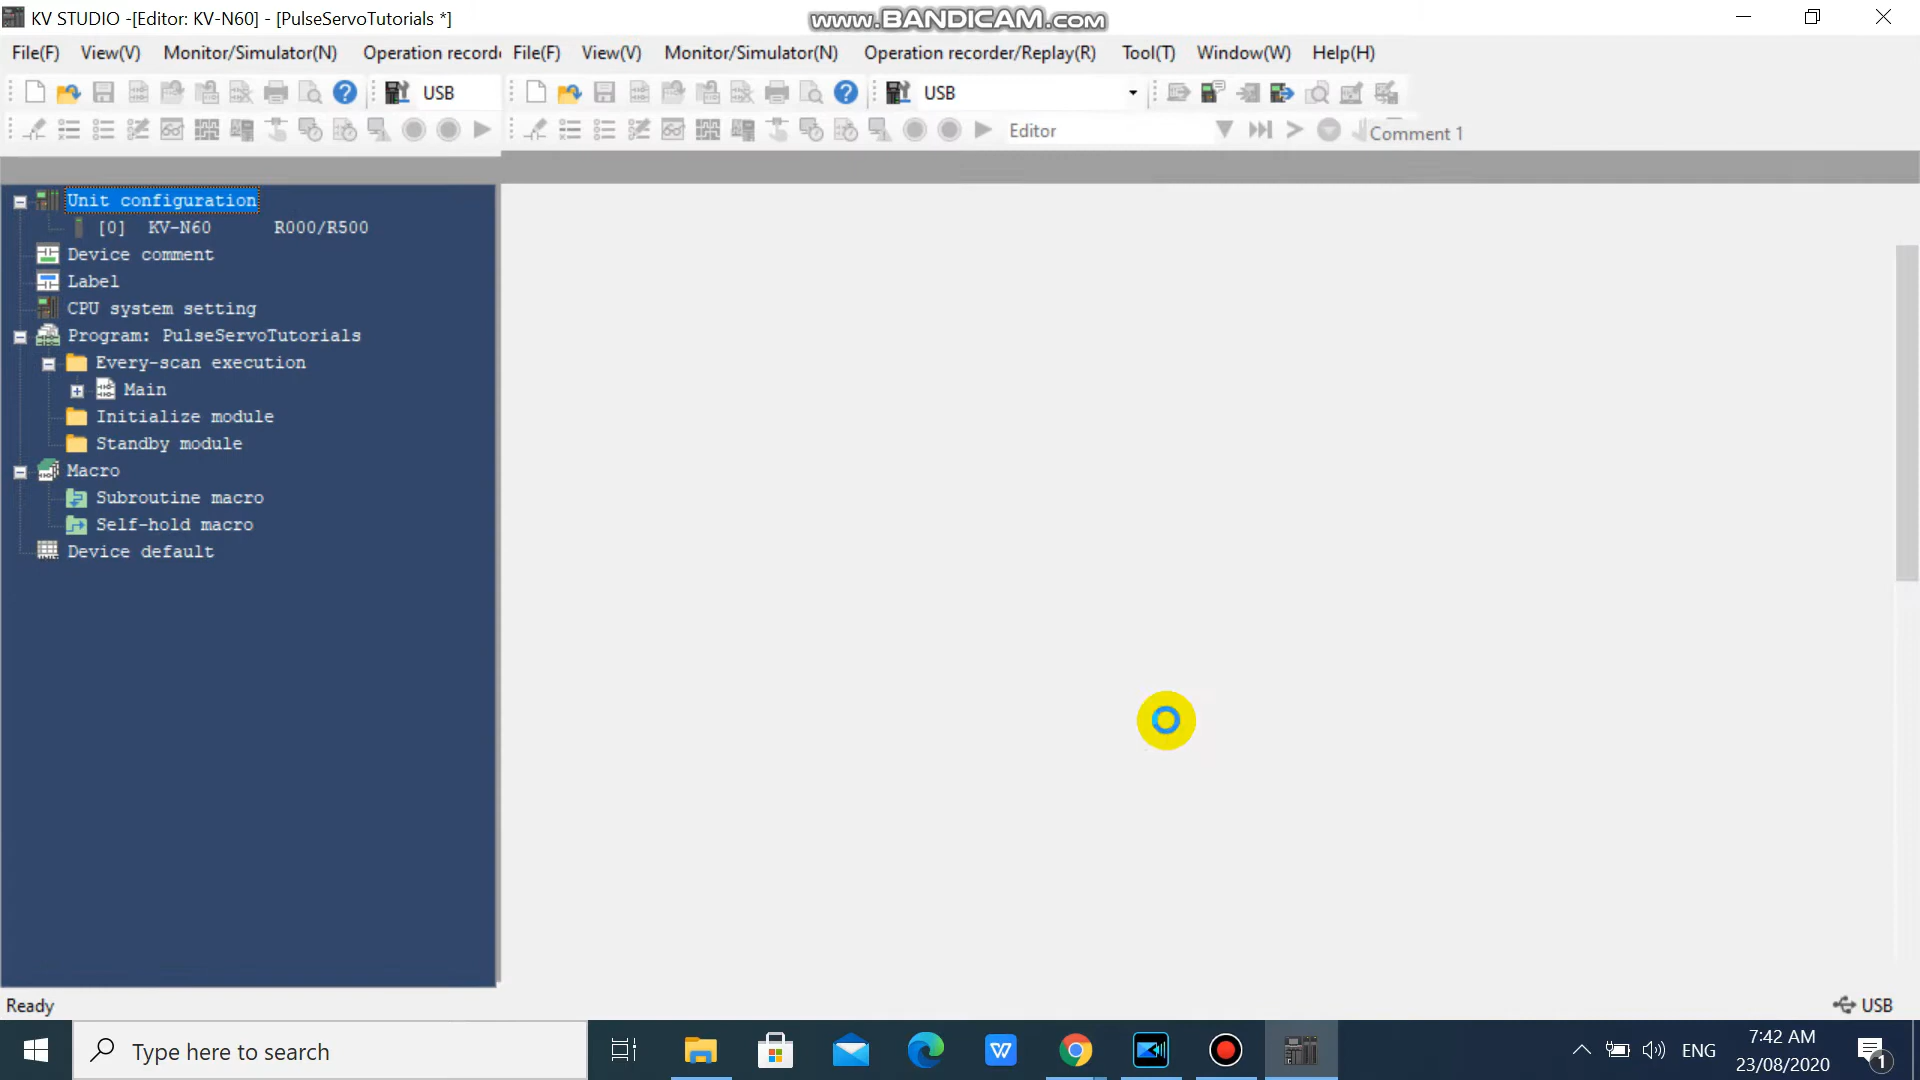 KV STUDIO -[Editor: KV-N60] - [PulseServoTutorials *]
www.BANDICAM.com
File(F) View(V) Monitor/Simulator(N) Operation recorde File(F) View(V) Monitor/Simulator(N) Operation recorder/Replay(R) Tool(T) Window(W) Help(H)
USB USB
Editor Comment 1
Unit configuration
[0] KV-N60 R000/R500
Device comment
Label
CPU system setting
Program: PulseServoTutorials
Every-scan execution
Main
Initialize module
Standby module
Macro
Subroutine macro
Self-hold macro
Device default
Ready USB
Type here to search
W
ENG
7:42 AM
23/08/2020
1